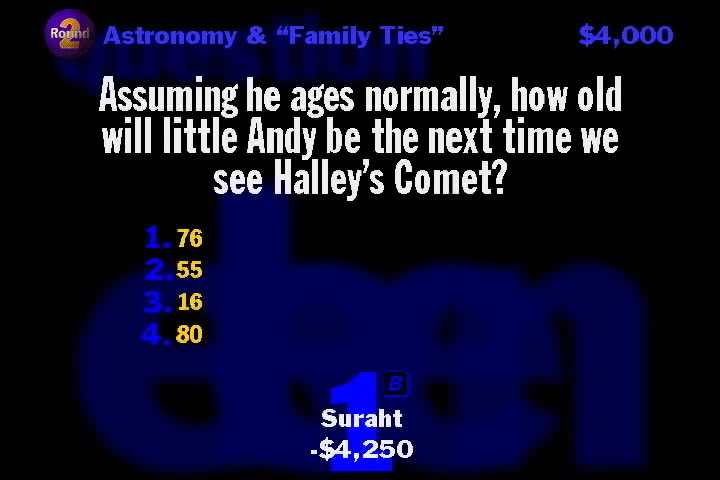 Round 2 Astronomy & “Family Ties” $4,000
Assuming he ages normally, how old
will little Andy be the next time we
see Halley’s Comet?
1. 76
2. 55
3. 16
4. 80
1 B
Suraht
-$4,250